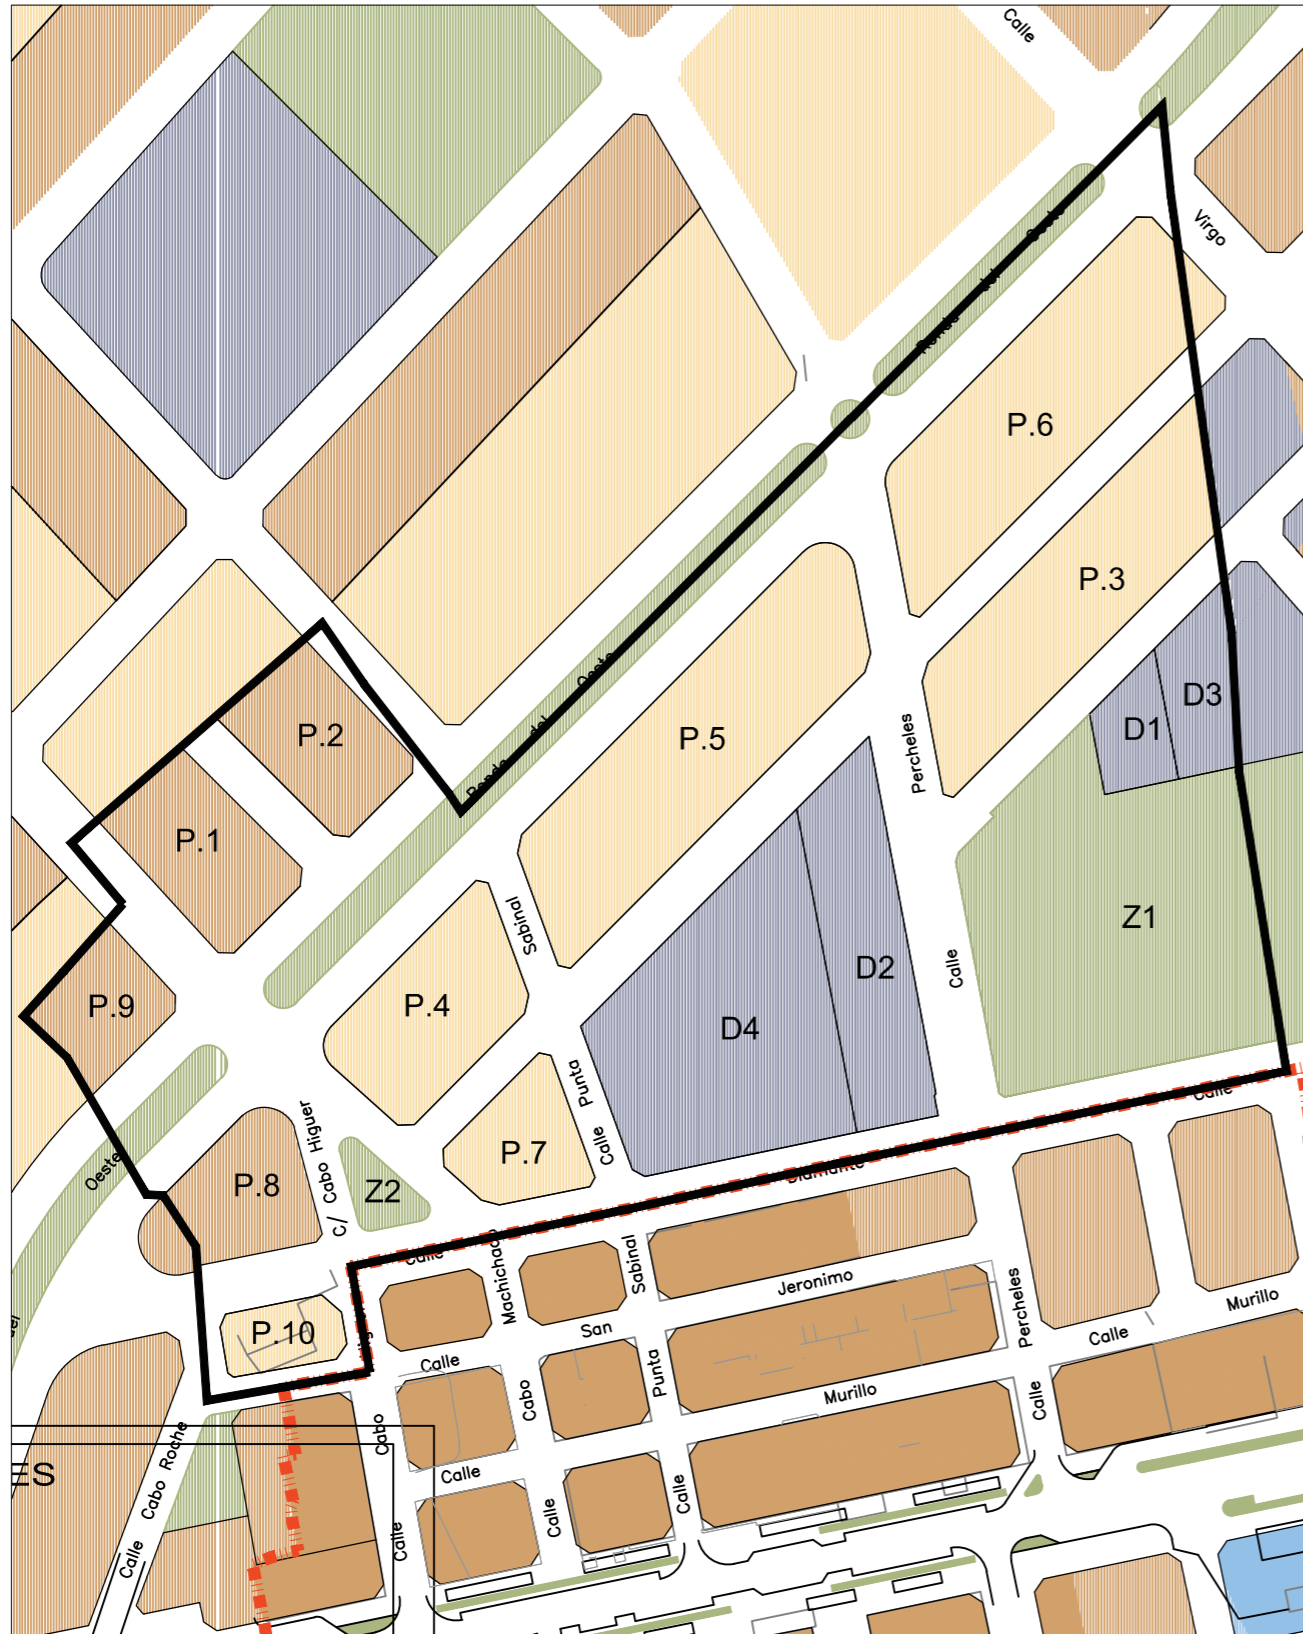 Calle
Virgo
Ronda del Oeste
P.6
P.3
Ronda del Oeste
P.2
P.5
D3
D1
Percheles
P.1
Z1
Sabinal
D2
Calle
P.9
P.4
D4
Punta
Calle
Calle
C/ Cabo Higuer
P.7
Oeste
P.8
Z2
Diamante
Calle
Machichaco
Sabinal
Jeronimo
Percheles
Murillo
San
P.10
Calle
Calle
Punta
Murillo
Cabo
Calle
Cabo
del
Calle Cabo Roche
ES
Calle
Calle
Calle
Calle